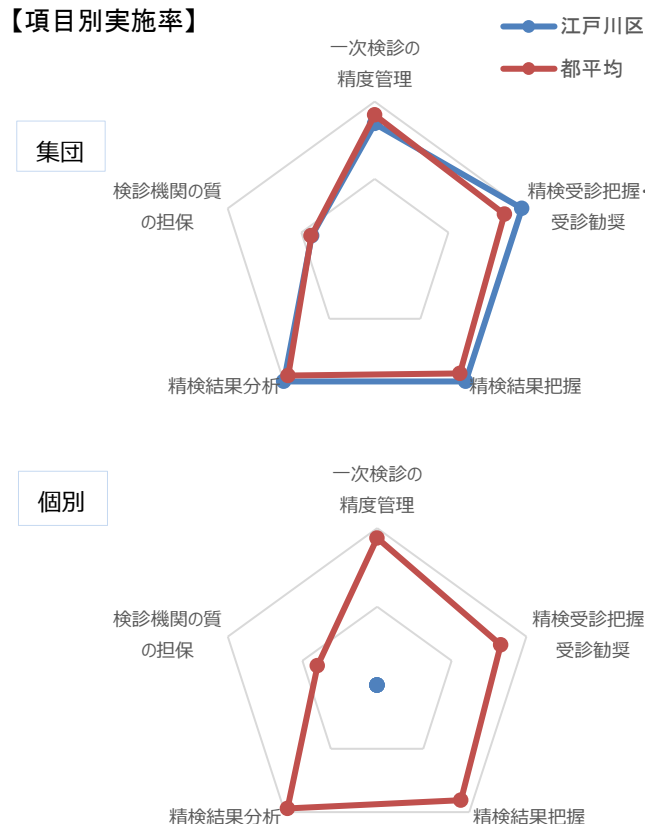 【項目別実施率】
江戸川区
都平均
集団
一次検診の
精度管理
精検受診把握・
受診勧奨
精検結果把握
精検結果分析
検診機関の質
の担保
個別
一次検診の
精度管理
精検受診把握
受診勧奨
精検結果把握
精検結果分析
検診機関の質
の担保